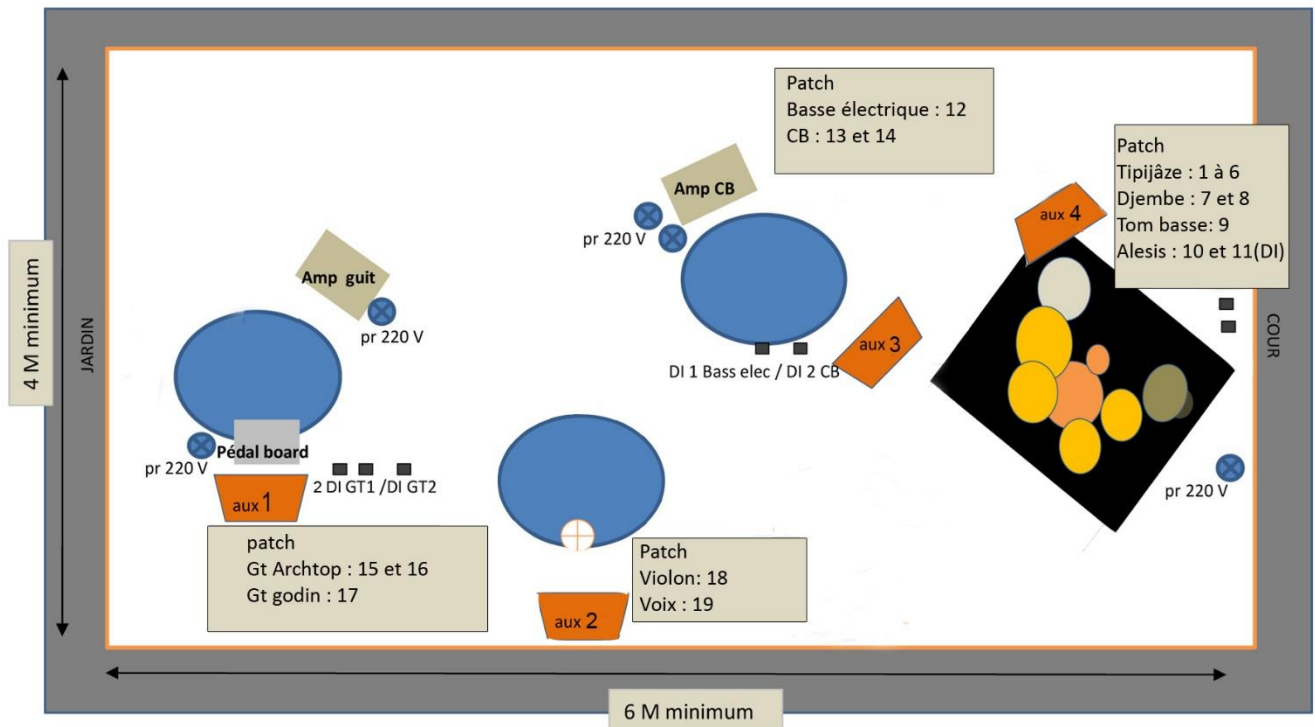 Patch
Basse électrique : 12
CB : 13 et 14
Patch
Tipijâze : 1 à 6
Djembe : 7 et 8
Tom basse: 9
Alesis : 10 et 11(DI)
Amp CB
pr 220 V
aux 4
Amp guit
pr 220 V
4 M minimum
JARDIN
COUR
aux 3
DI 1 Bass elec / DI 2 CB
Pédal board
pr 220 V
2 DI GT1 /DI GT2
pr 220 V
aux 1
patch
Gt Archtop : 15 et 16
Gt godin : 17
Patch
Violon: 18
Voix : 19
aux 2
6 M minimum